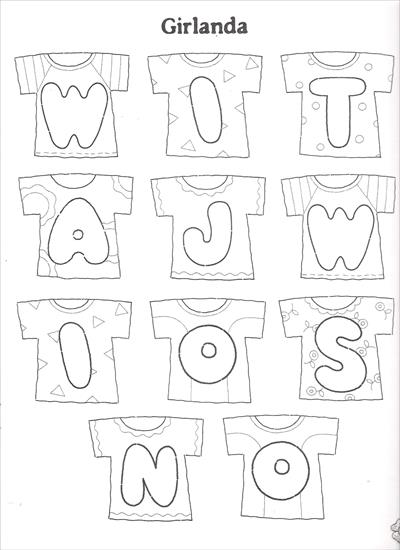 Girlanda
W I T
A J W
I O S
N O